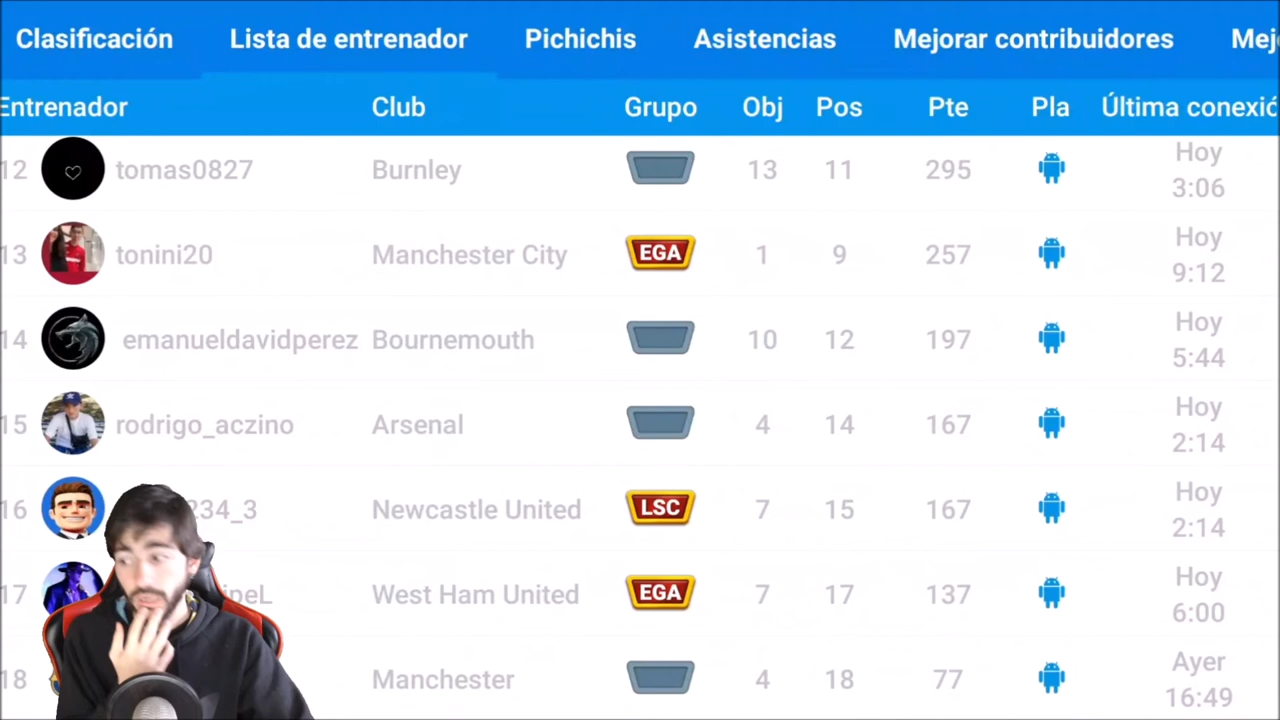 Clasificación Lista de entrenador Pichichis Asistencias Mejorar contribuidores
Entrenador Club Grupo Obj Pos Pte Pla Última
12 tomas0827 Burnley 13 11 295 Hoy 3:06
13 tonini20 Manchester City EGA 1 9 257 Hoy 9:12
14 emanueldavidperez Bournemouth 10 12 197 Hoy 5:44
15 rodrigo_aczino Arsenal 4 14 167 Hoy 2:14
16 234_3 Newcastle United LSC 7 15 167 Hoy 2:14
17 ipeL West Ham United EGA 7 17 137 Hoy 6:00
18 Manchester 4 18 77 Ayer 16:49